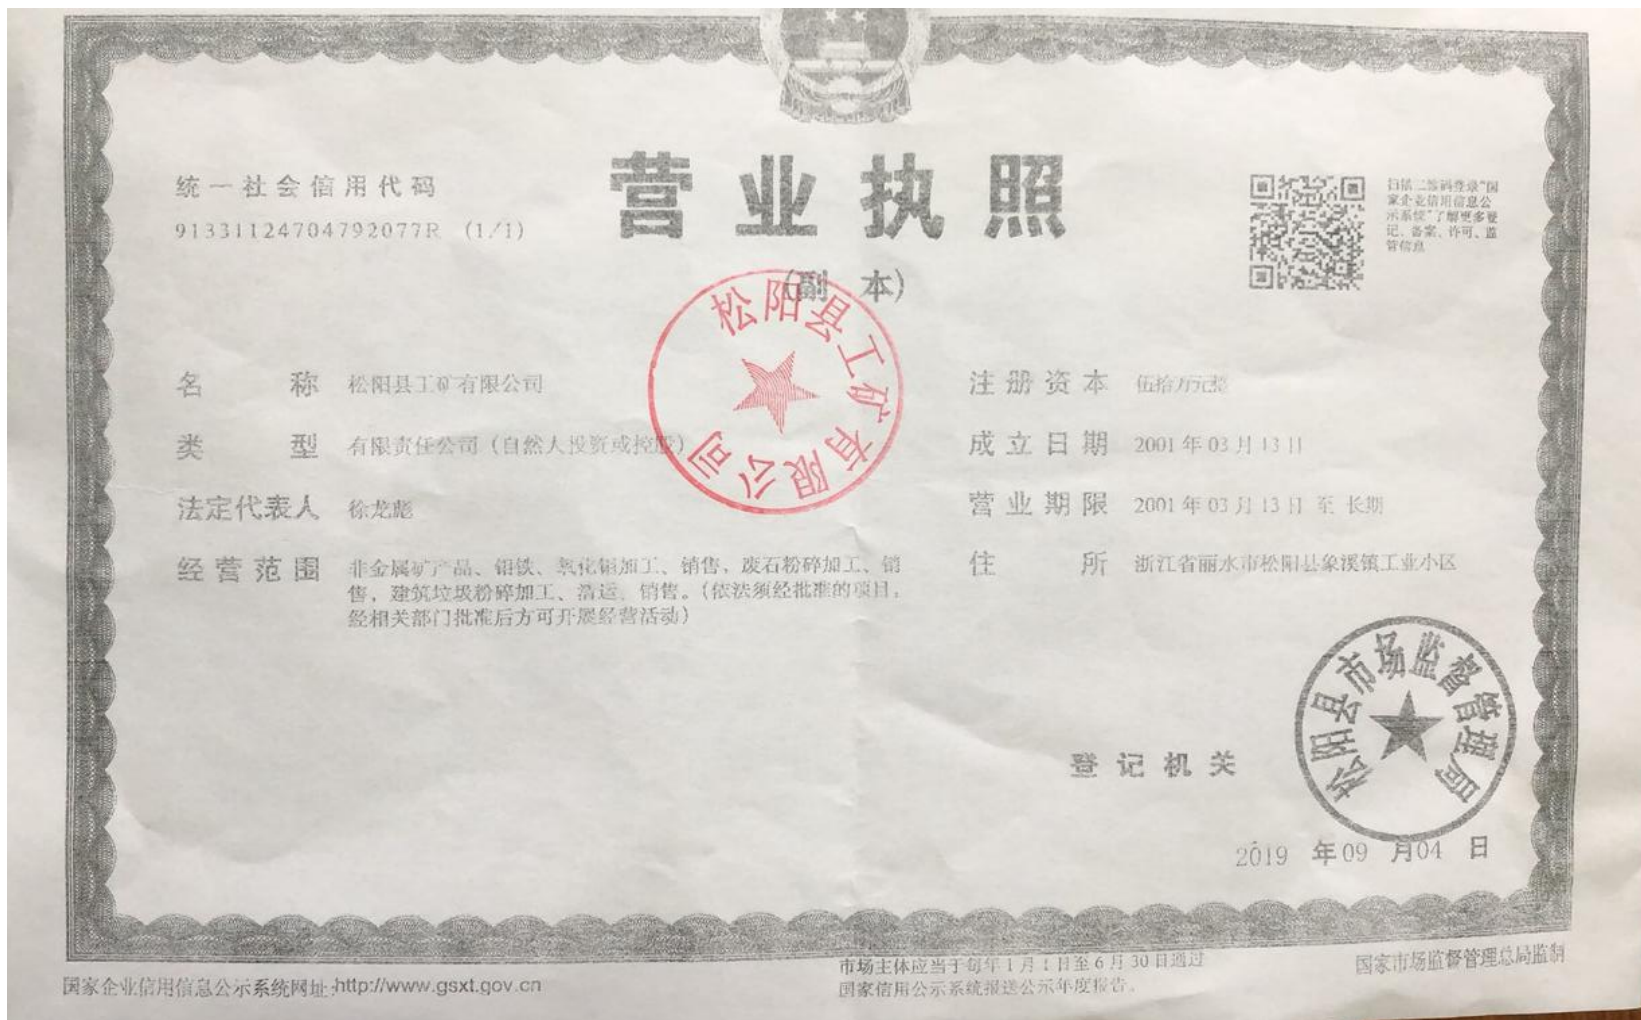 营业执照
(副 本)
统一社会信用代码
91331124704792077R (1/1)
扫描二维码登录“国
家企业信用信息公
示系统”了解更多登
记、备案、许可、监
管信息
名 称 松阳县工矿有限公司
类 型 有限责任公司（自然人投资或控股）
法定代表人 徐龙彪
经营范围 非金属矿产品、钼铁、氧化钼加工、销售，废石粉碎加工、销
售，建筑垃圾粉碎加工、清运、销售。（依法须经批准的项目，
经相关部门批准后方可开展经营活动）
注册资本 伍拾万元整
成立日期 2001年03月13日
营业期限 2001年03月13日 至 长期
住 所 浙江省丽水市松阳县象溪镇工业小区
松阳县工矿有限公司
登记机关
松阳县市场监督管理局
2019 年09 月04 日
国家企业信用信息公示系统网址:http://www.gsxt.gov.cn
市场主体应当于每年1月1日至6月30日通过
国家信用公示系统报送公示年度报告。
国家市场监督管理总局监制